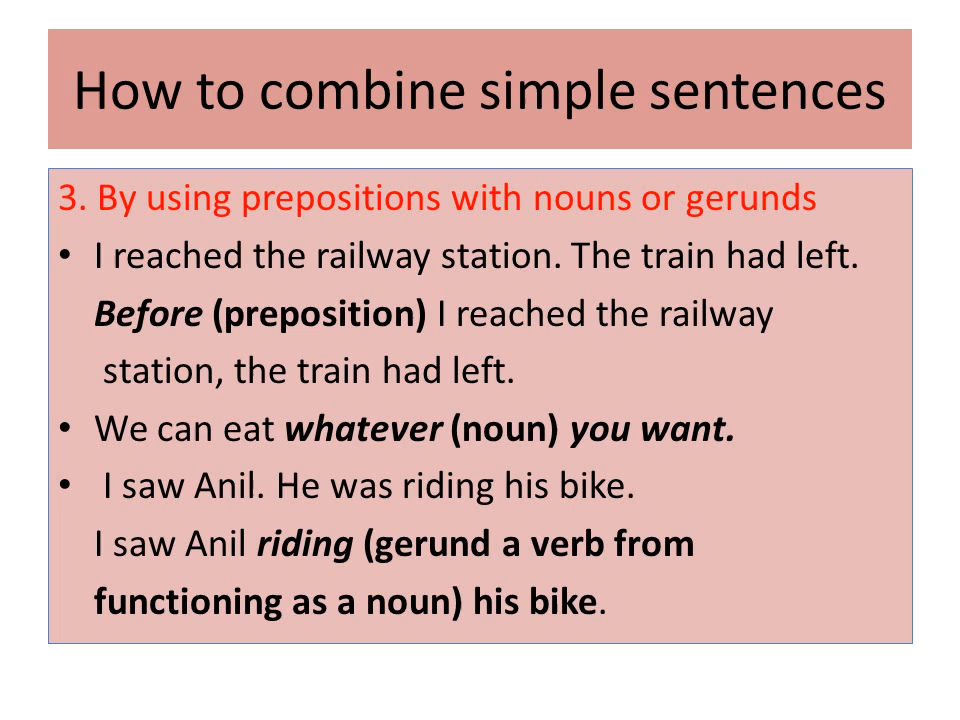 How to combine simple sentences
3. By using prepositions with nouns or gerunds
• I reached the railway station. The train had left.
Before (preposition) I reached the railway
station, the train had left.
• We can eat whatever (noun) you want.
• I saw Anil. He was riding his bike.
I saw Anil riding (gerund a verb from
functioning as a noun) his bike.